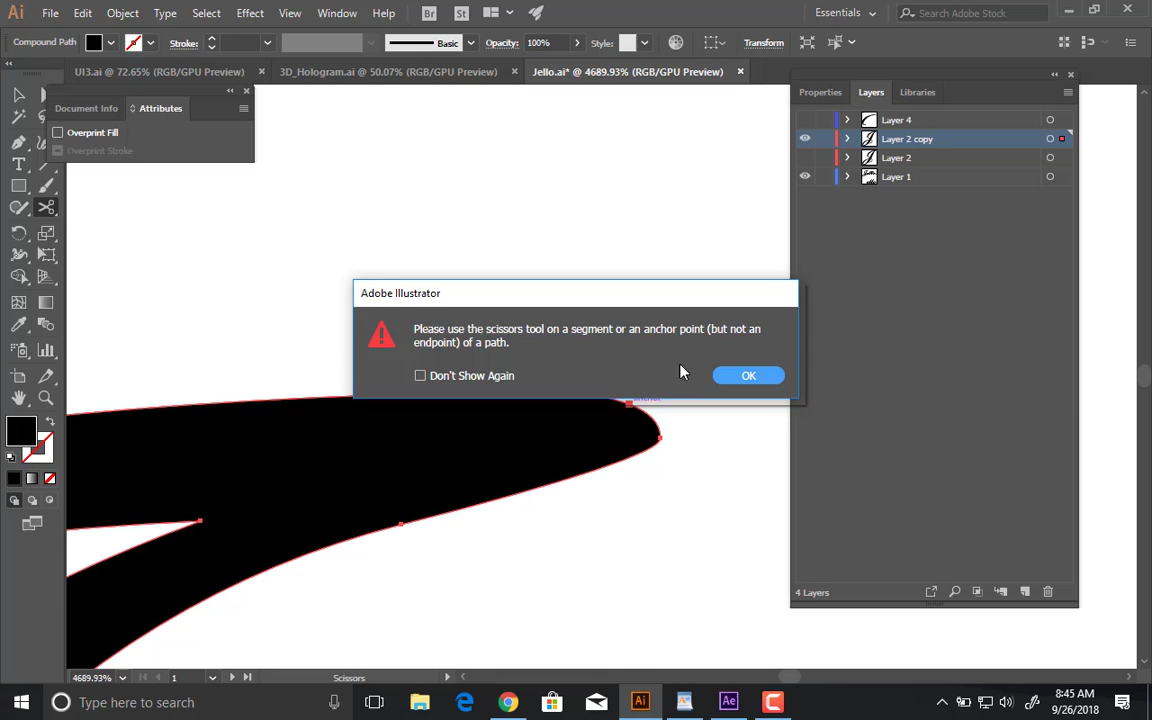 Ai File Edit Object Type Select Effect View Window Help Br St Essentials Search Adobe Stock
Compound Path Stroke: Basic Opacity: 100% Style: Transform
UI3.ai @ 72.65% (RGB/GPU Preview) 3D_Hologram.ai @ 50.07% (RGB/GPU Preview) Jello.ai* @ 4689.93% (RGB/GPU Preview)
Document Info Attributes
Overprint Fill
Overprint Stroke
Properties Layers Libraries
Layer 4
Layer 2 copy
Layer 2
Layer 1
Adobe Illustrator
Please use the scissors tool on a segment or an anchor point (but not an
endpoint) of a path.
Don't Show Again OK
4 Layers
4689.93% 1 Scissors
Type here to search Ai Ae 8:45 AM
9/26/2018